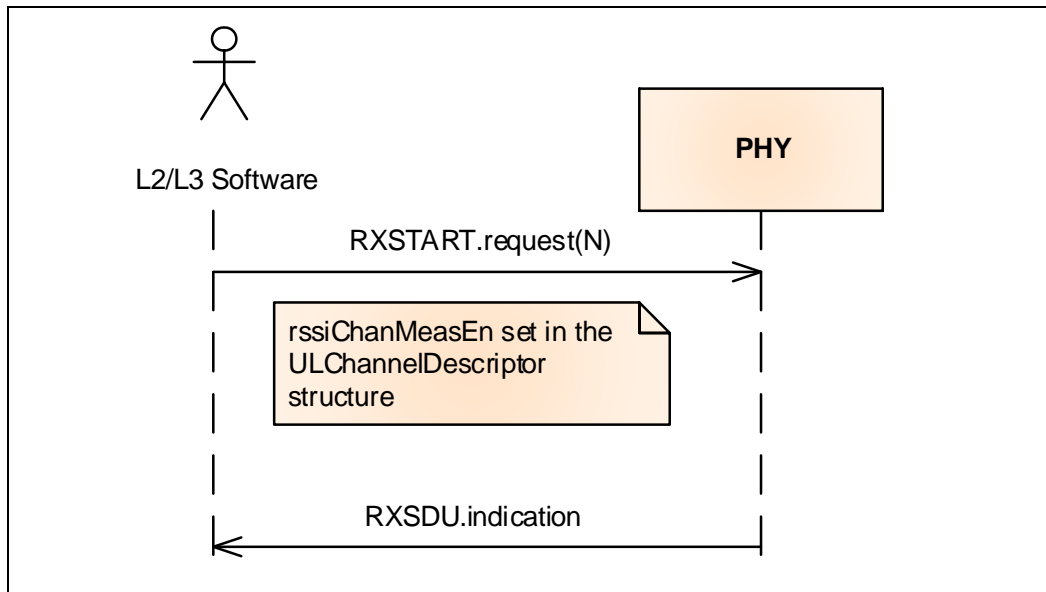 PHY
L2/L3 Software
RXSTART.request(N)
rssiChanMeasEn set in the
ULChannelDescriptor
structure
RXSDU.indication